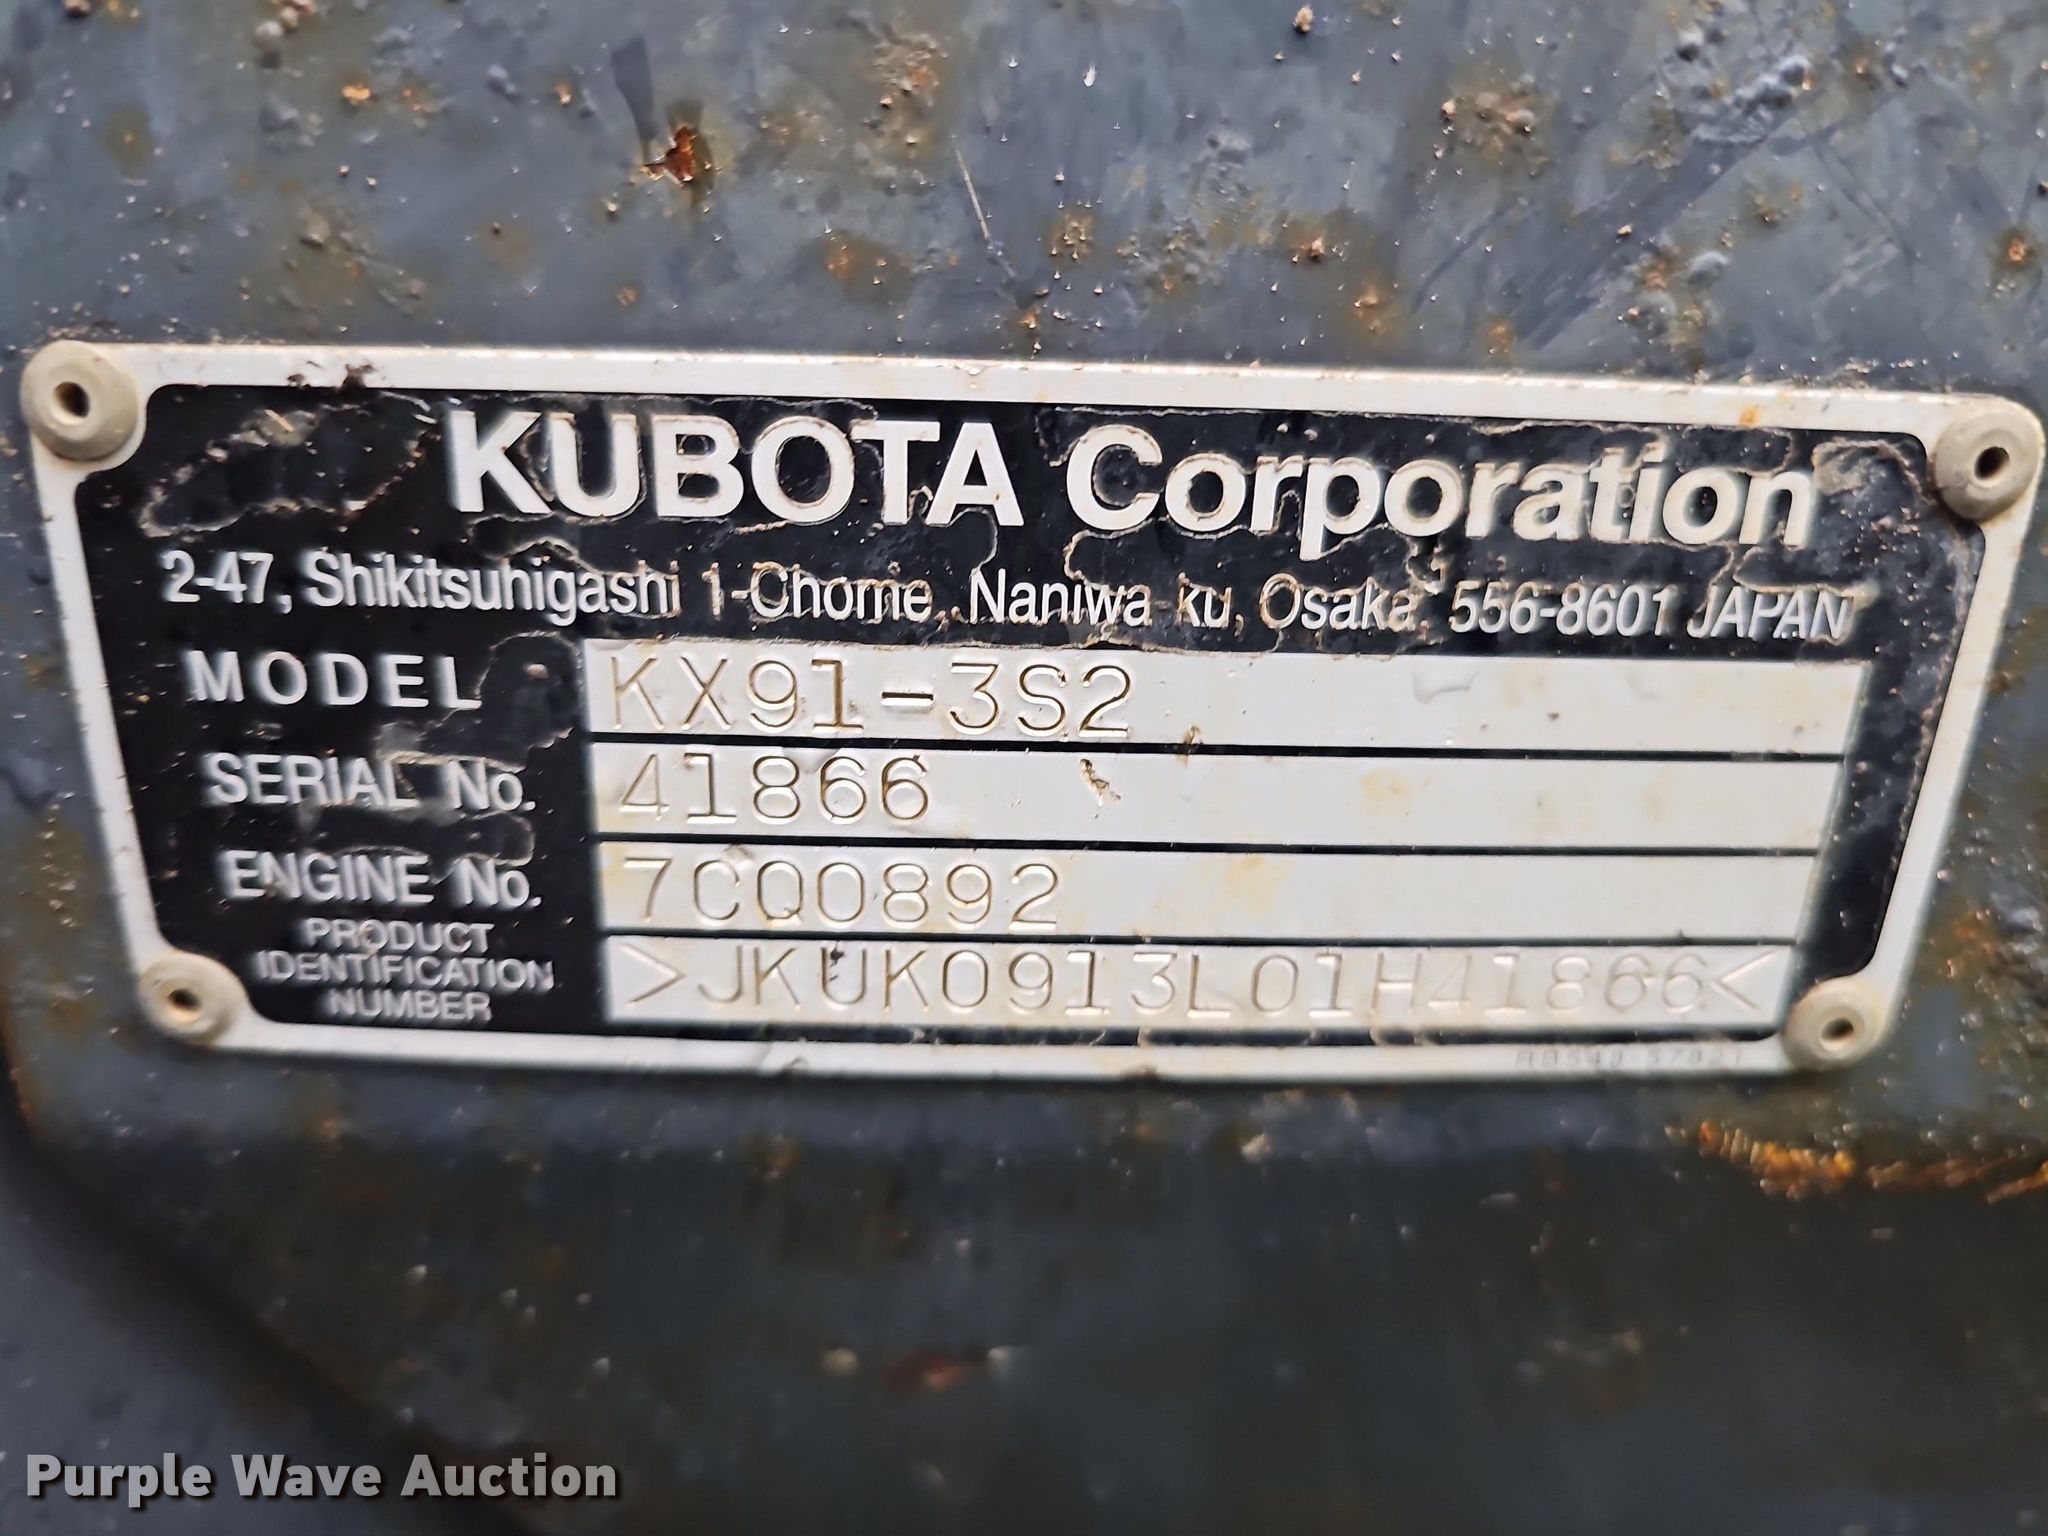 KUBOTA Corporation
2-47, Shikitsuhigashi 1-Chome, Naniwa-ku, Osaka, 556-8601 JAPAN
MODEL KX91-3S2
SERIAL No. 41866
ENGINE No. 7CQ0892
PRODUCT
IDENTIFICATION
NUMBER
>JKUK0913L01H41866<
Purple Wave Auction